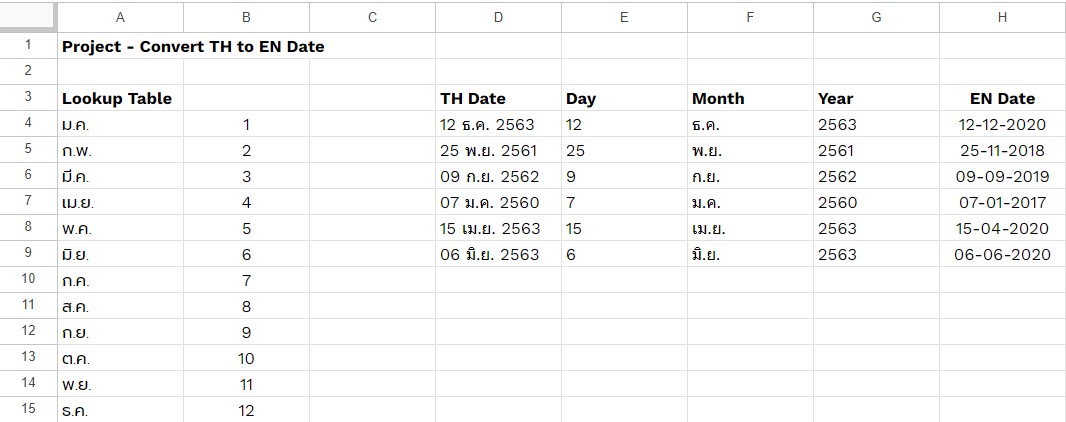 A B C D E F G H
1 Project - Convert TH to EN Date
2
3 Lookup Table TH Date Day Month Year EN Date
4 ม.ค. 1 12 ธ.ค. 2563 12 ธ.ค. 2563 12-12-2020
5 ก.พ. 2 25 พ.ย. 2561 25 พ.ย. 2561 25-11-2018
6 มี.ค. 3 09 ก.ย. 2562 9 ก.ย. 2562 09-09-2019
7 เม.ย. 4 07 ม.ค. 2560 7 ม.ค. 2560 07-01-2017
8 พ.ค. 5 15 เม.ย. 2563 15 เม.ย. 2563 15-04-2020
9 มิ.ย. 6 06 มิ.ย. 2563 6 มิ.ย. 2563 06-06-2020
10 ก.ค. 7
11 ส.ค. 8
12 ก.ย. 9
13 ต.ค. 10
14 พ.ย. 11
15 ธ.ค. 12